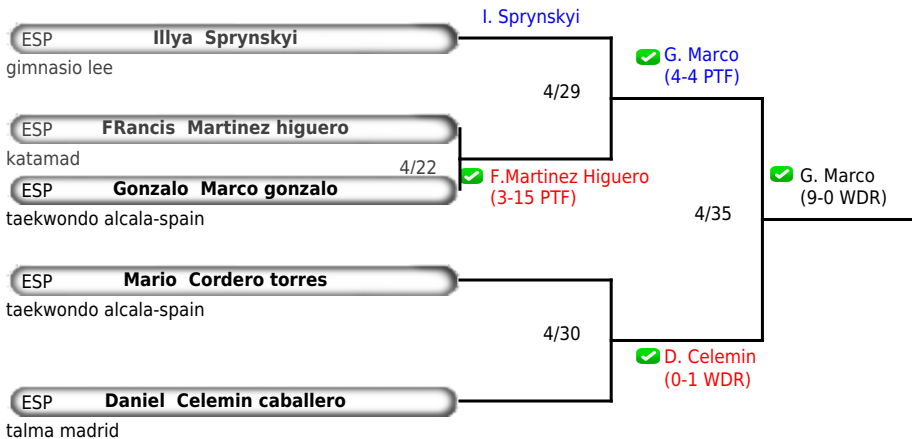 I. Sprynskyi
ESP Illya Sprynskyi
gimnasio lee
G. Marco
(4-4 PTF)
4/29
ESP FRancis Martinez higuero
katamad
4/22
F.Martinez Higuero
(3-15 PTF)
ESP Gonzalo Marco gonzalo
taekwondo alcala-spain
G. Marco
(9-0 WDR)
4/35
ESP Mario Cordero torres
taekwondo alcala-spain
4/30
D. Celemin
(0-1 WDR)
ESP Daniel Celemin caballero
talma madrid